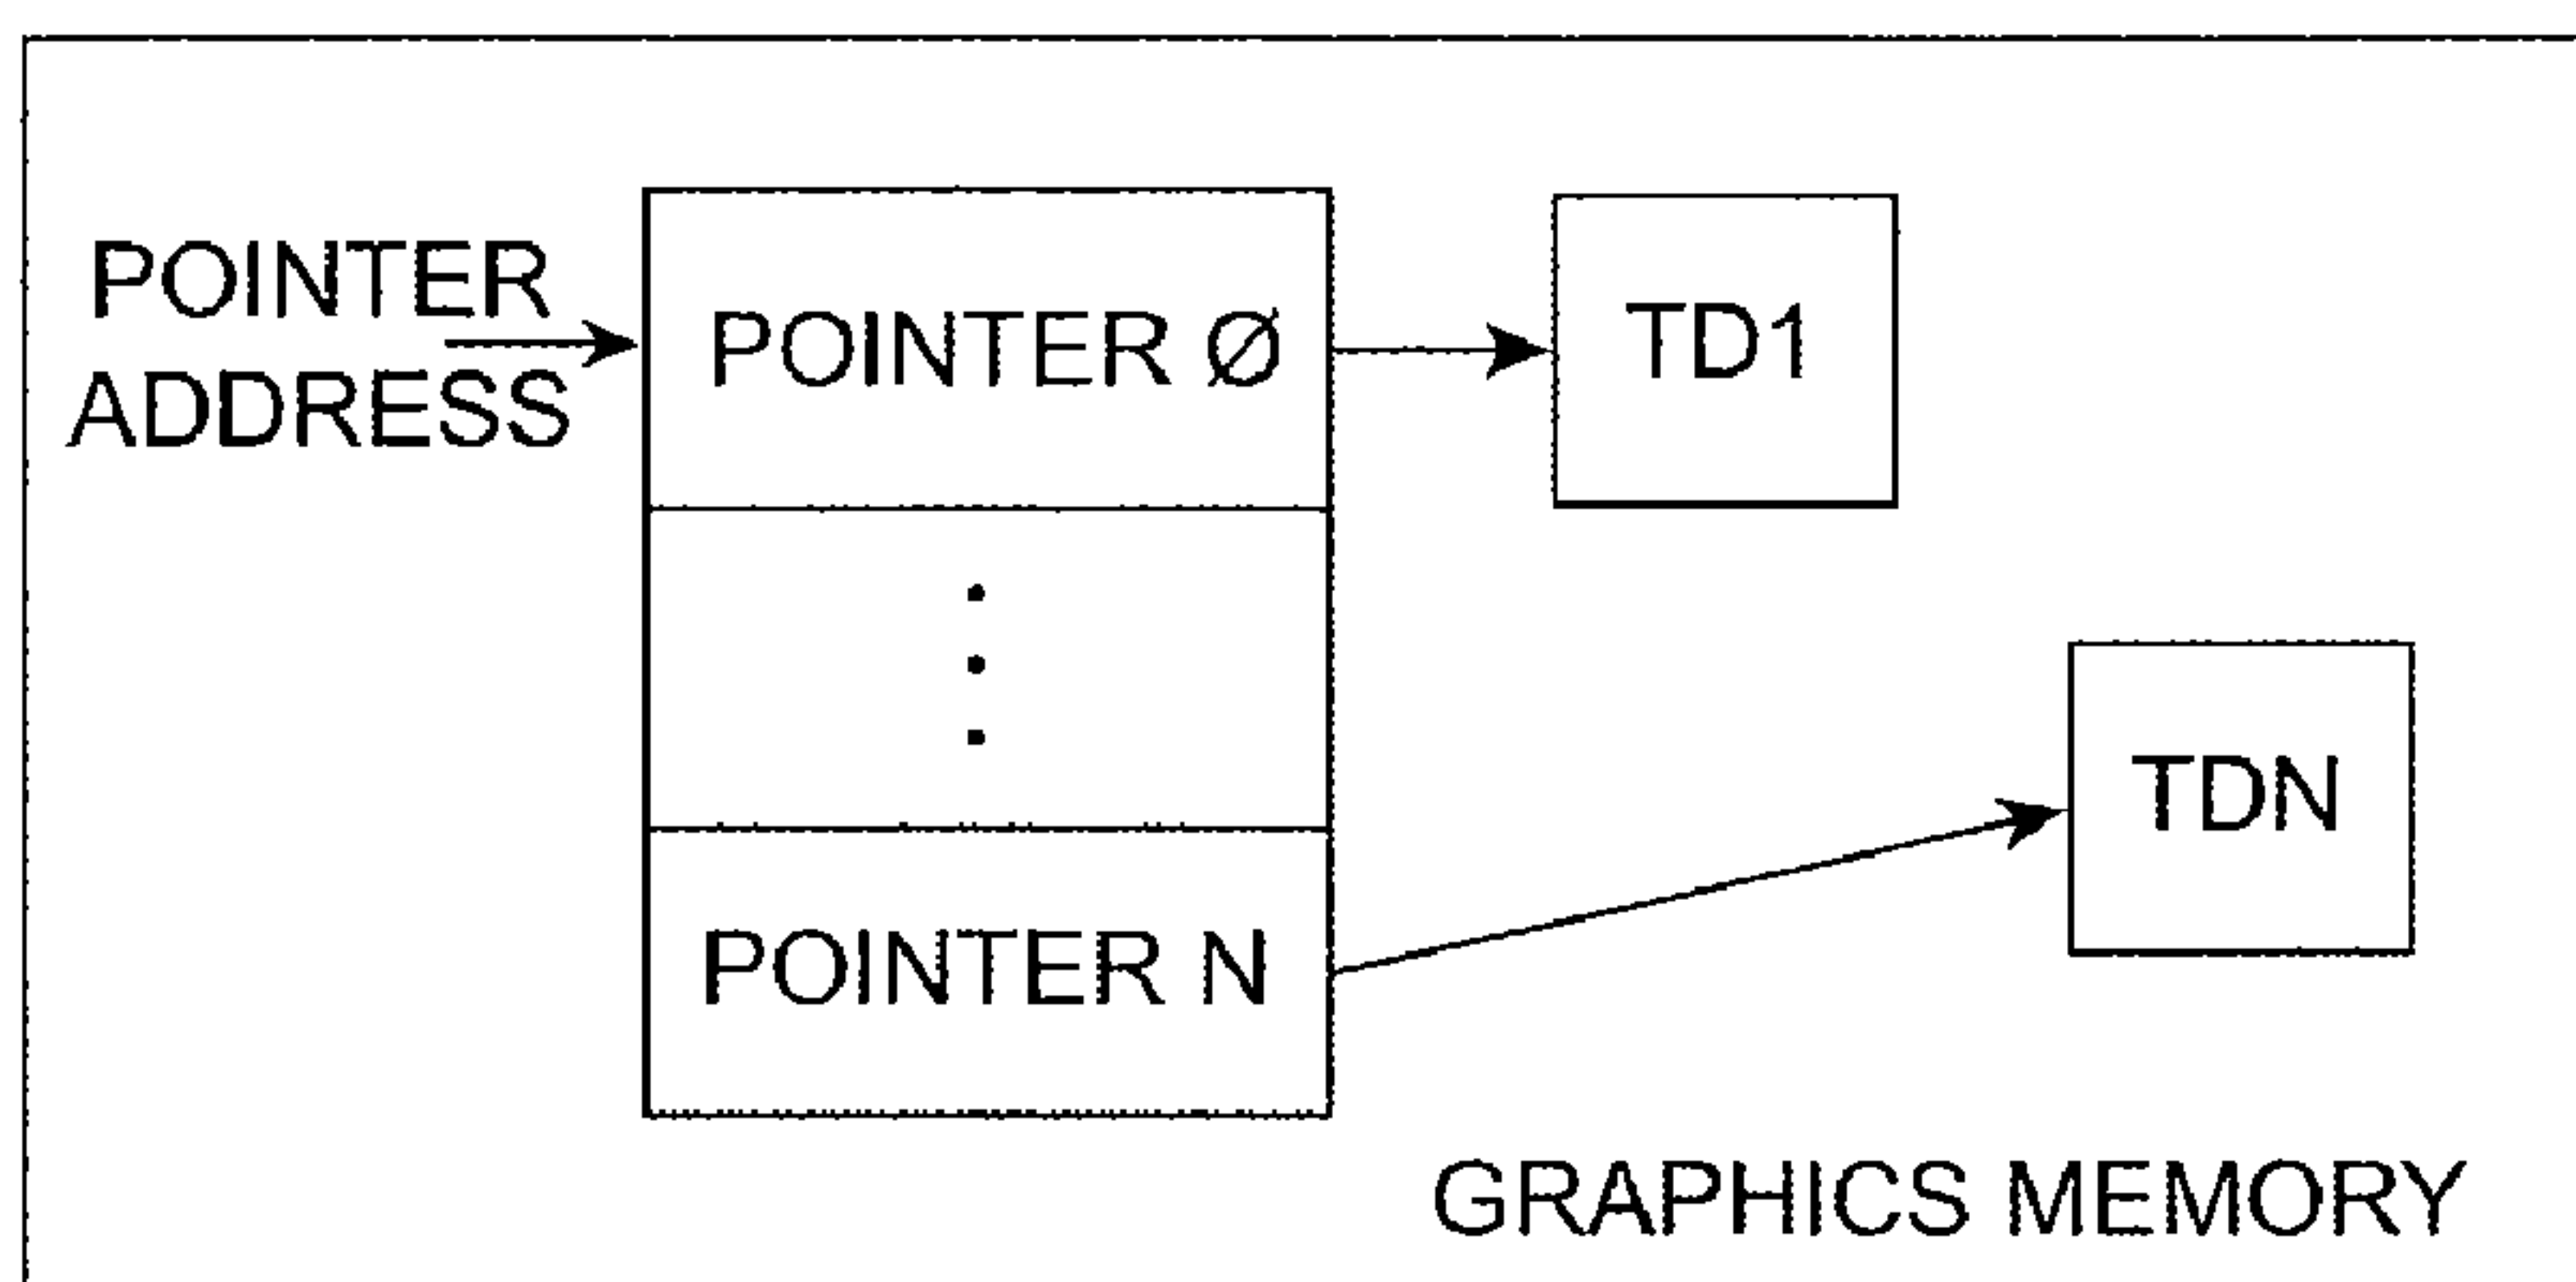 POINTER
ADDRESS
POINTER Ø
TD1
TDN
POINTER N
GRAPHICS MEMORY